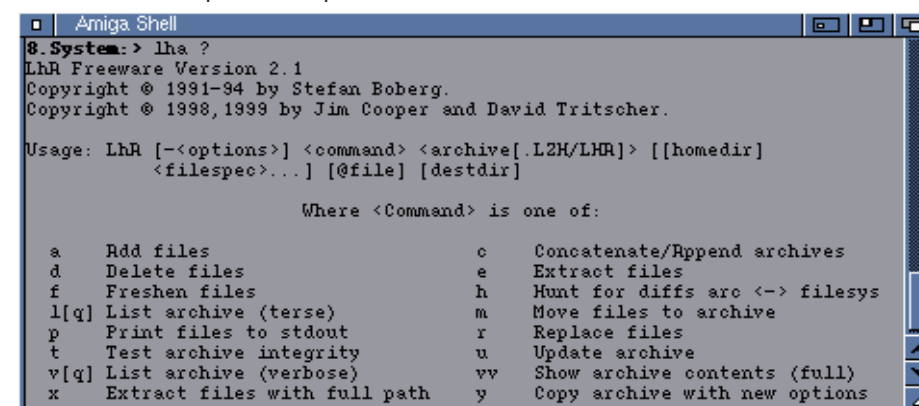 Amiga Shell
8.System:> lha ?
LhA Freeware Version 2.1
Copyright © 1991-94 by Stefan Boberg.
Copyright © 1998,1999 by Jim Cooper and David Tritscher.
Usage: LhA [-<options>] <command> <archive[.LZH/LHA]> [[homedir]
<filespec>...] [@file] [destdir]
Where <Command> is one of:
a Add files c Concatenate/Append archives
d Delete files e Extract files
f Freshen files h Hunt for diffs arc <-> filesys
l[q] List archive (terse) m Move files to archive
p Print files to stdout r Replace files
t Test archive integrity u Update archive
v[q] List archive (verbose) vv Show archive contents (full)
x Extract files with full path y Copy archive with new options